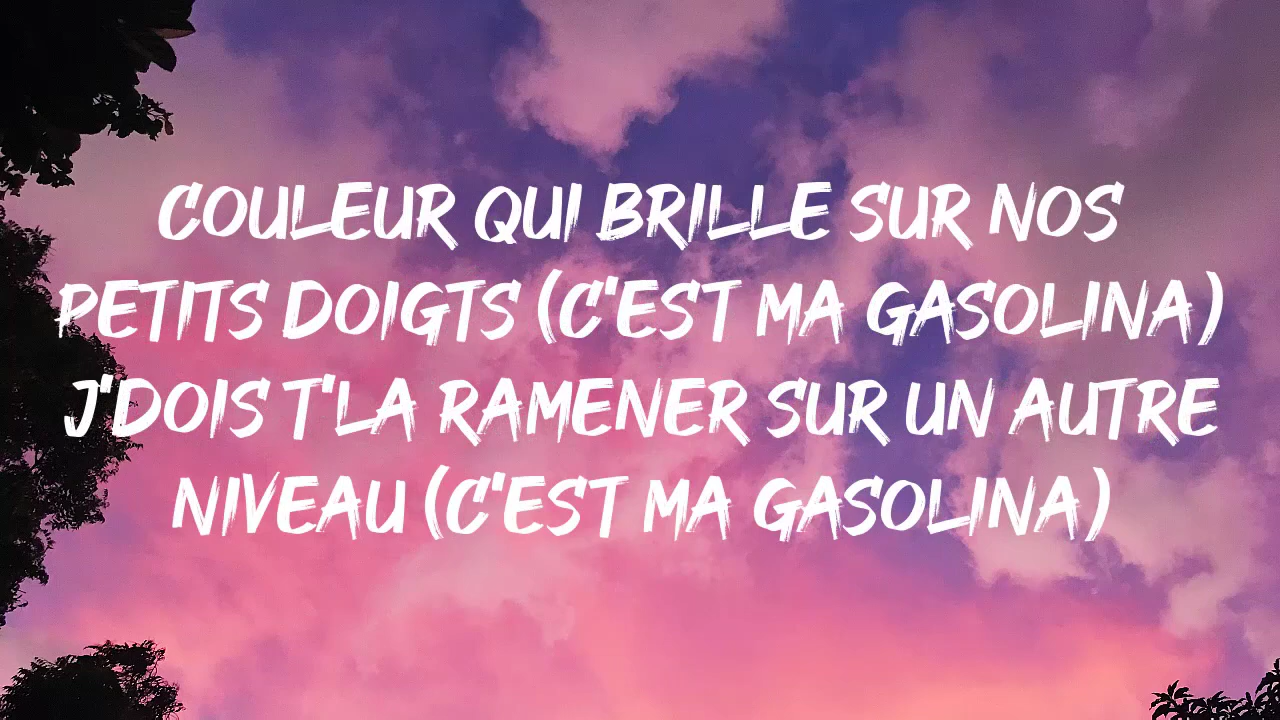 COULEUR QUI BRILLE SUR NOS
PETITS DOIGTS (C'EST MA GASOLINA)
J'DOIS T'LA RAMENER SUR UN AUTRE
NIVEAU (C'EST MA GASOLINA)